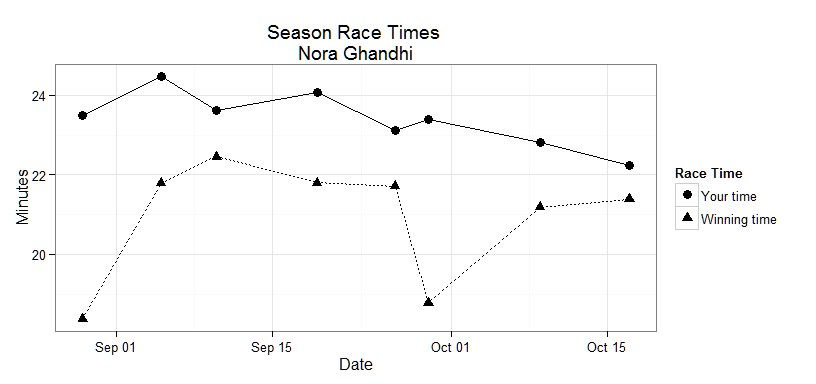 Season Race Times
Nora Ghandhi
24
22
20
Minutes
Sep 01
Sep 15
Oct 01
Oct 15
Date
Race Time
Your time
Winning time